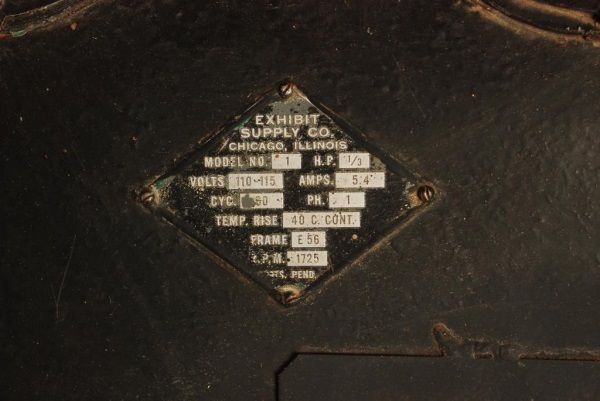 EXHIBIT
SUPPLY CO.
CHICAGO, ILLINOIS
MODEL NO. 1 H.P. 1/3
VOLTS 110-115 AMPS. 5.4
CYC. PH. 1
TEMP. RISE 40 C. CONT.
FRAME E 56
P.M. 1725
PEND.